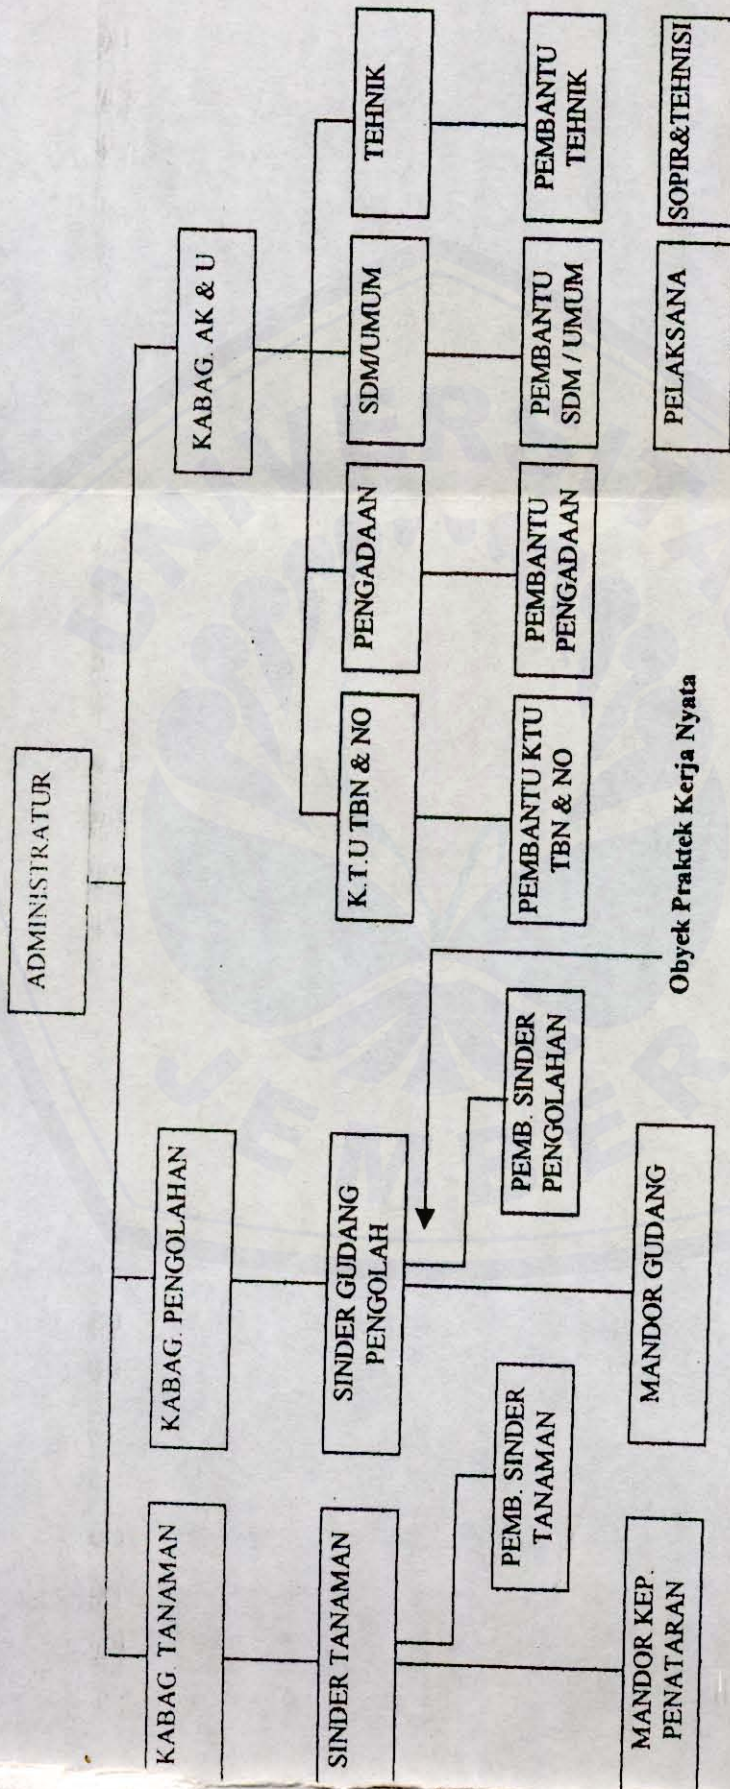 ADMINISTRATUR
KABAG. TANAMAN
KABAG. PENGOLAHAN
KABAG. AK & U
SINDER TANAMAN
SINDER GUDANG
PENGOLAH
K.T.U TBN & NO
PENGADAAN
SDM/UMUM
TEHNIK
PEMB. SINDER
TANAMAN
PEMB. SINDER
PENGOLAHAN
PEMBANTU KTU
TBN & NO
PEMBANTU
PENGADAAN
PEMBANTU
SDM / UMUM
PEMBANTU
TEHNIK
MANDOR KEP.
PENATARAN
MANDOR GUDANG
Obyek Praktek Kerja Nyata
PELAKSANA
SOPIR&TEHNISI
UNIVERSITAS
JEMBER